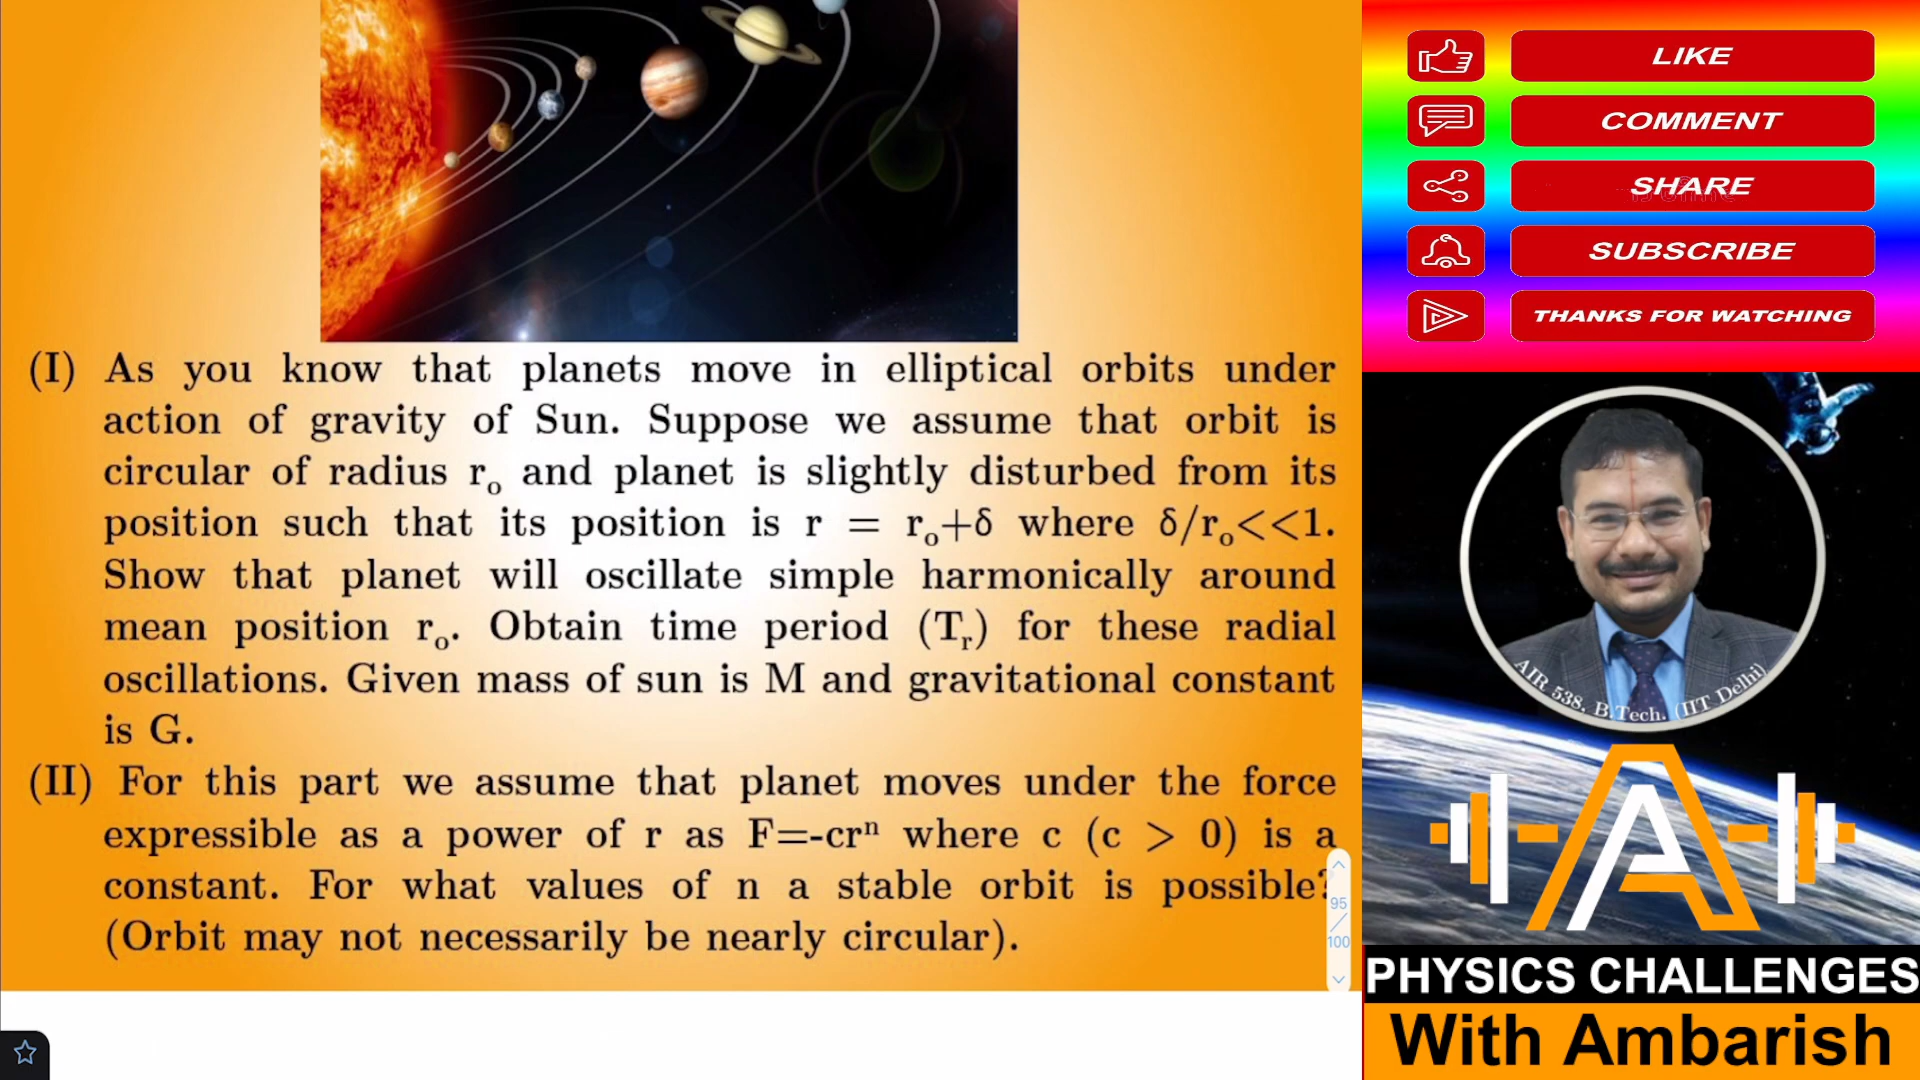 (I) As you know that planets move in elliptical orbits under
action of gravity of Sun. Suppose we assume that orbit is
circular of radius rₒ and planet is slightly disturbed from its
position such that its position is r = rₒ+δ where δ/rₒ<<1.
Show that planet will oscillate simple harmonically around
mean position rₒ. Obtain time period (Tᵣ) for these radial
oscillations. Given mass of sun is M and gravitational constant
is G.
(II) For this part we assume that planet moves under the force
expressible as a power of r as F=-crⁿ where c (c > 0) is a
constant. For what values of n a stable orbit is possible?
(Orbit may not necessarily be nearly circular).
95
/
100
LIKE
COMMENT
SHARE
SUBSCRIBE
THANKS FOR WATCHING
AIR 538, B.Tech. (IIT Delhi)
A
PHYSICS CHALLENGES
With Ambarish